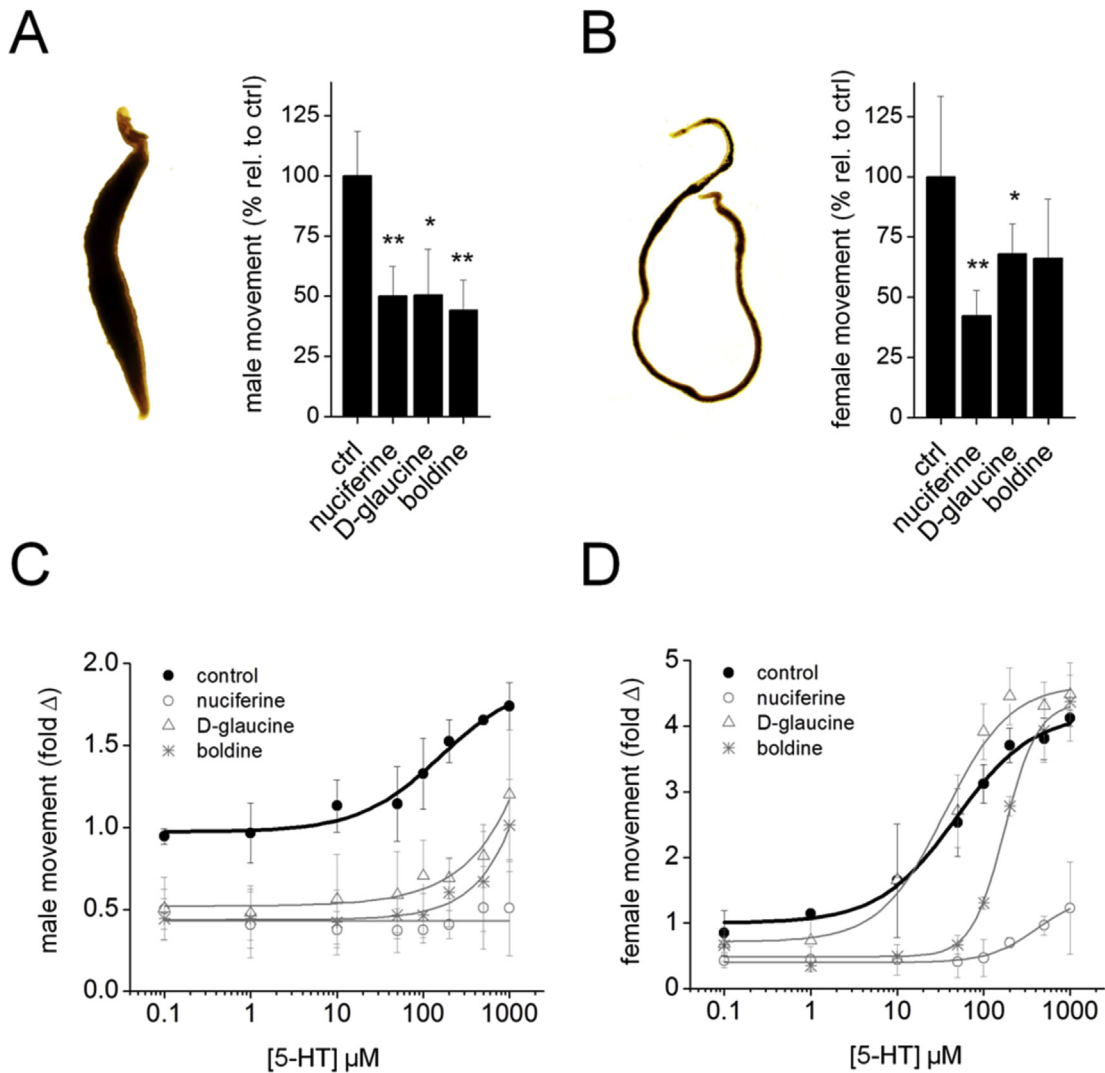 A
male movement (% rel. to ctrl)
125
100
75
50
25
0
**
*
**
ctrl
nuciferine
D-glaucine
boldine
B
female movement (% rel. to ctrl)
125
100
75
50
25
0
**
*
ctrl
nuciferine
D-glaucine
boldine
C
male movement (fold Δ)
2.0
1.5
1.0
0.5
0.0
control
nuciferine
D-glaucine
boldine
0.1
1
10
100
1000
[5-HT] µM
D
female movement (fold Δ)
5
4
3
2
1
0
control
nuciferine
D-glaucine
boldine
0.1
1
10
100
1000
[5-HT] µM